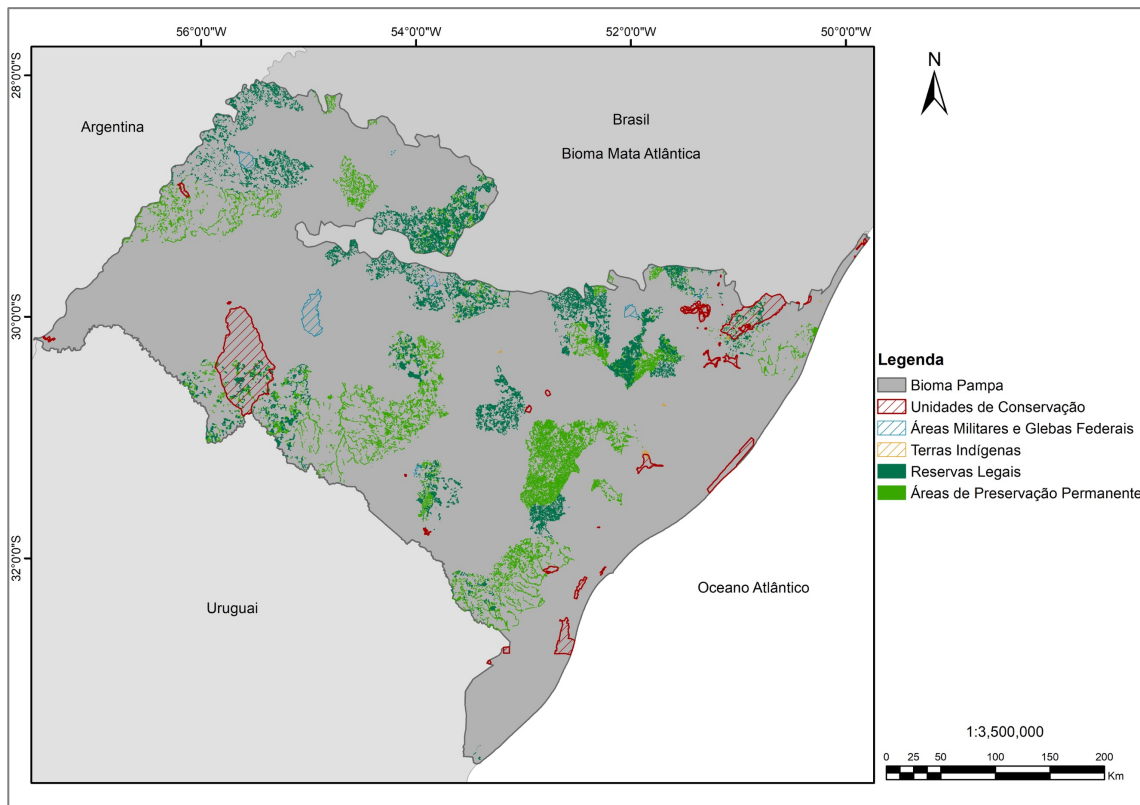 56°0'0"W 54°0'0"W 52°0'0"W 50°0'0"W
28°0'0"S
30°0'0"S
32°0'0"S
N
Argentina
Brasil
Bioma Mata Atlântica
Uruguai
Oceano Atlântico
Legenda
Bioma Pampa
Unidades de Conservação
Áreas Militares e Glebas Federais
Terras Indígenas
Reservas Legais
Áreas de Preservação Permanente
1:3,500,000
0 25 50 100 150 200
Km